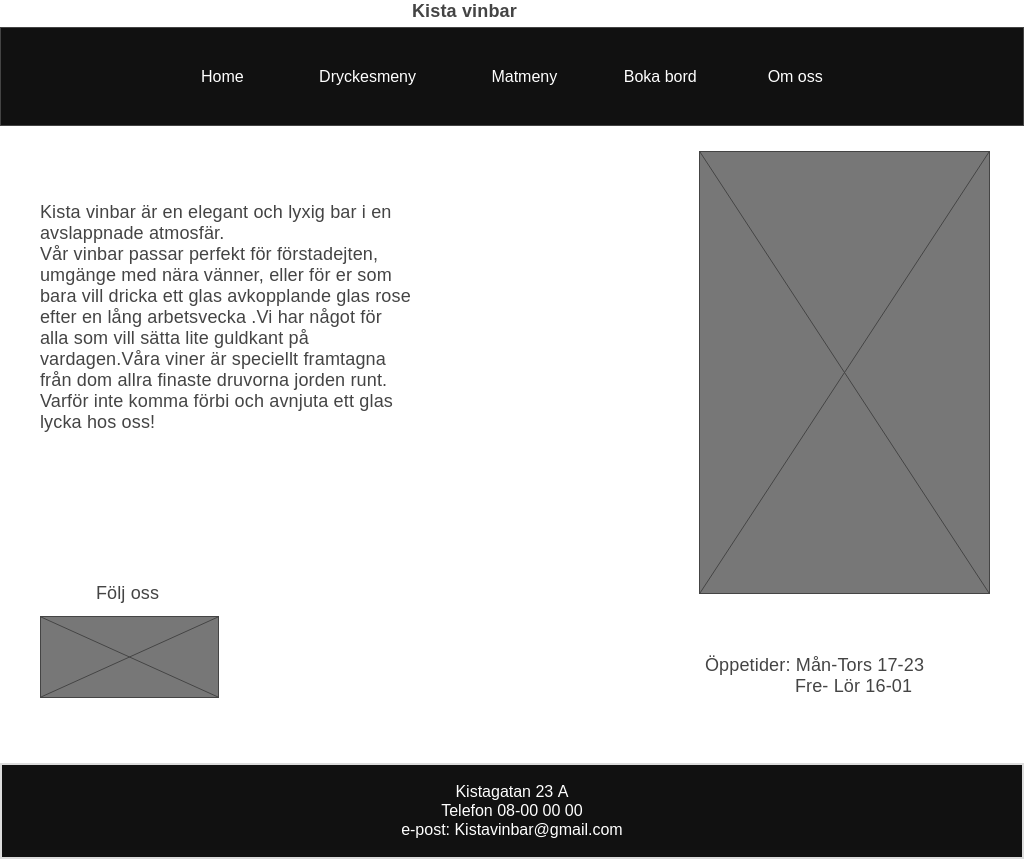 Kista vinbar
Home Dryckesmeny Matmeny Boka bord Om oss
Kista vinbar är en elegant och lyxig bar i en
avslappnade atmosfär.
Vår vinbar passar perfekt för förstadejten,
umgänge med nära vänner, eller för er som
bara vill dricka ett glas avkopplande glas rose
efter en lång arbetsvecka .Vi har något för
alla som vill sätta lite guldkant på
vardagen.Våra viner är speciellt framtagna
från dom allra finaste druvorna jorden runt.
Varför inte komma förbi och avnjuta ett glas
lycka hos oss!
Följ oss
Öppetider: Mån-Tors 17-23
Fre- Lör 16-01
Kistagatan 23 A
Telefon 08-00 00 00
e-post: Kistavinbar@gmail.com